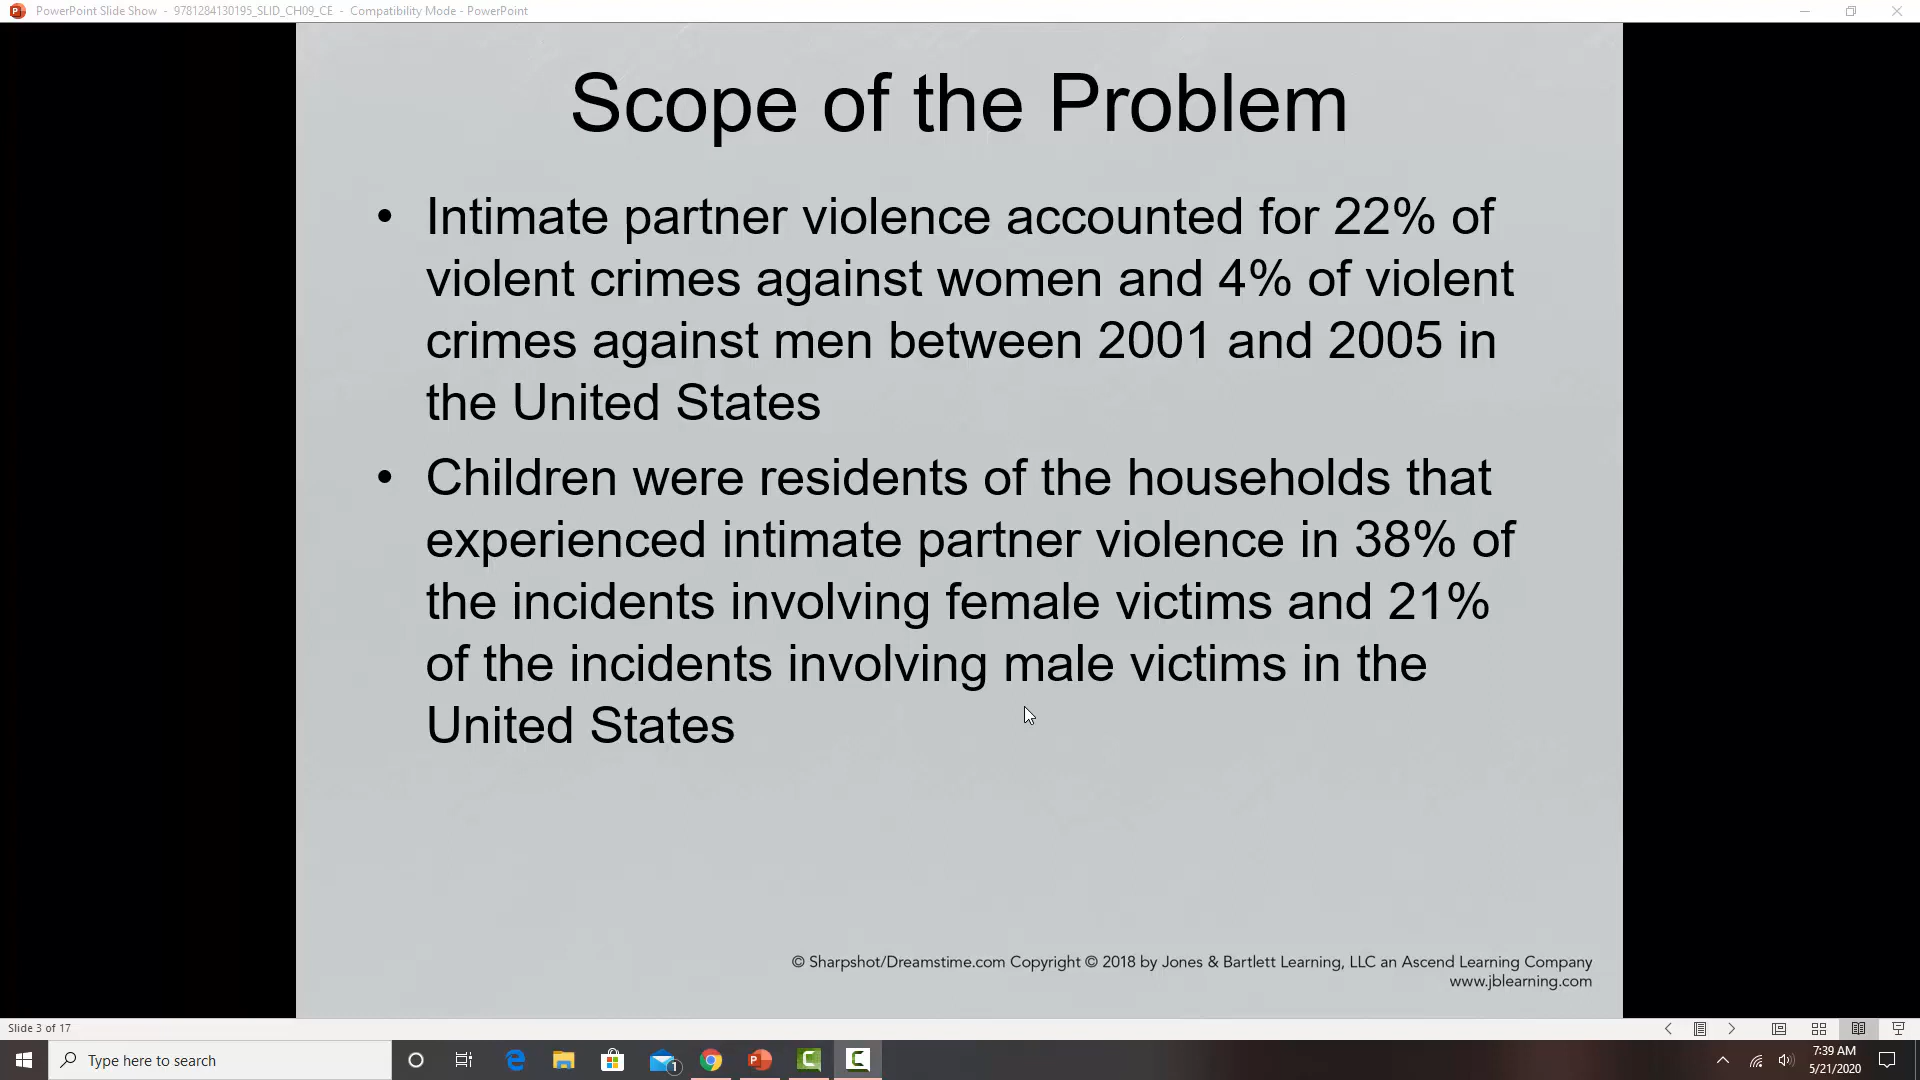 PowerPoint Slide Show - 9781284130195_SLID_CH09_CE - Compatibility Mode - PowerPoint
Scope of the Problem
• Intimate partner violence accounted for 22% of
violent crimes against women and 4% of violent
crimes against men between 2001 and 2005 in
the United States
• Children were residents of the households that
experienced intimate partner violence in 38% of
the incidents involving female victims and 21%
of the incidents involving male victims in the
United States
© Sharpshot/Dreamstime.com Copyright © 2018 by Jones & Bartlett Learning, LLC an Ascend Learning Company
www.jblearning.com
Slide 3 of 17
Type here to search
1
7:39 AM
5/21/2020